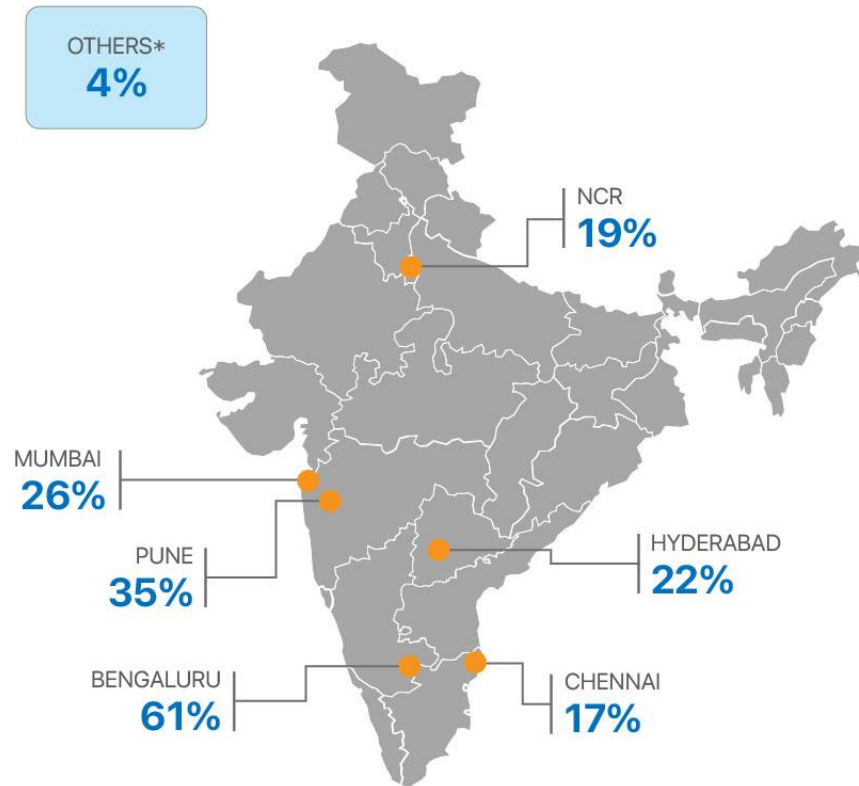 OTHERS*
4%
NCR
19%
MUMBAI
26%
PUNE
35%
HYDERABAD
22%
BENGALURU
61%
CHENNAI
17%